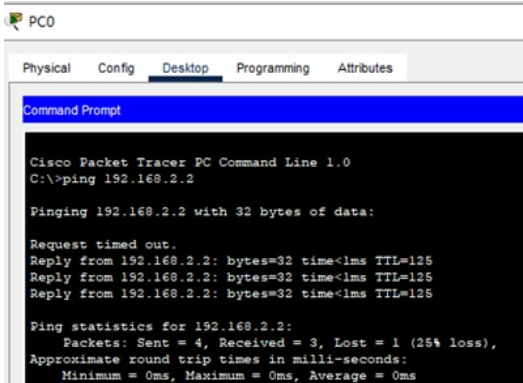 PC0
Physical Config Desktop Programming Attributes
Command Prompt
Cisco Packet Tracer PC Command Line 1.0
C:\>ping 192.168.2.2
Pinging 192.168.2.2 with 32 bytes of data:
Request timed out.
Reply from 192.168.2.2: bytes=32 time<1ms TTL=125
Reply from 192.168.2.2: bytes=32 time<1ms TTL=125
Reply from 192.168.2.2: bytes=32 time<1ms TTL=125
Ping statistics for 192.168.2.2:
Packets: Sent = 4, Received = 3, Lost = 1 (25% loss),
Approximate round trip times in milli-seconds:
Minimum = 0ms, Maximum = 0ms, Average = 0ms